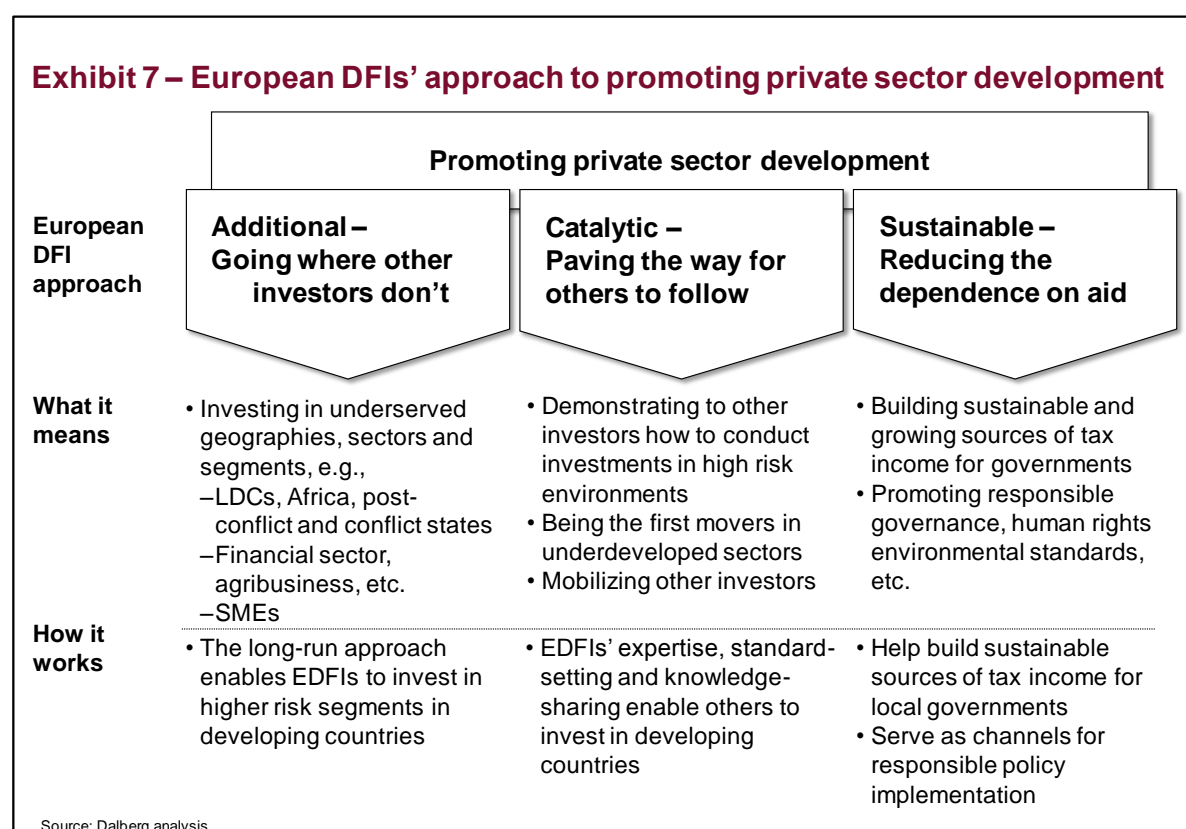 Exhibit 7 – European DFIs’ approach to promoting private sector development
Promoting private sector development
European
DFI
approach
Additional –
Going where other
investors don’t
Catalytic –
Paving the way for
others to follow
Sustainable –
Reducing the
dependence on aid
What it
means
• Investing in underserved
geographies, sectors and
segments, e.g.,
–LDCs, Africa, post-
conflict and conflict states
–Financial sector,
agribusiness, etc.
–SMEs
• Demonstrating to other
investors how to conduct
investments in high risk
environments
• Being the first movers in
underdeveloped sectors
• Mobilizing other investors
• Building sustainable and
growing sources of tax
income for governments
• Promoting responsible
governance, human rights
environmental standards,
etc.
How it
works
• The long-run approach
enables EDFIs to invest in
higher risk segments in
developing countries
• EDFIs’ expertise, standard-
setting and knowledge-
sharing enable others to
invest in developing
countries
• Help build sustainable
sources of tax income for
local governments
• Serve as channels for
responsible policy
implementation
Source: Dalberg analysis